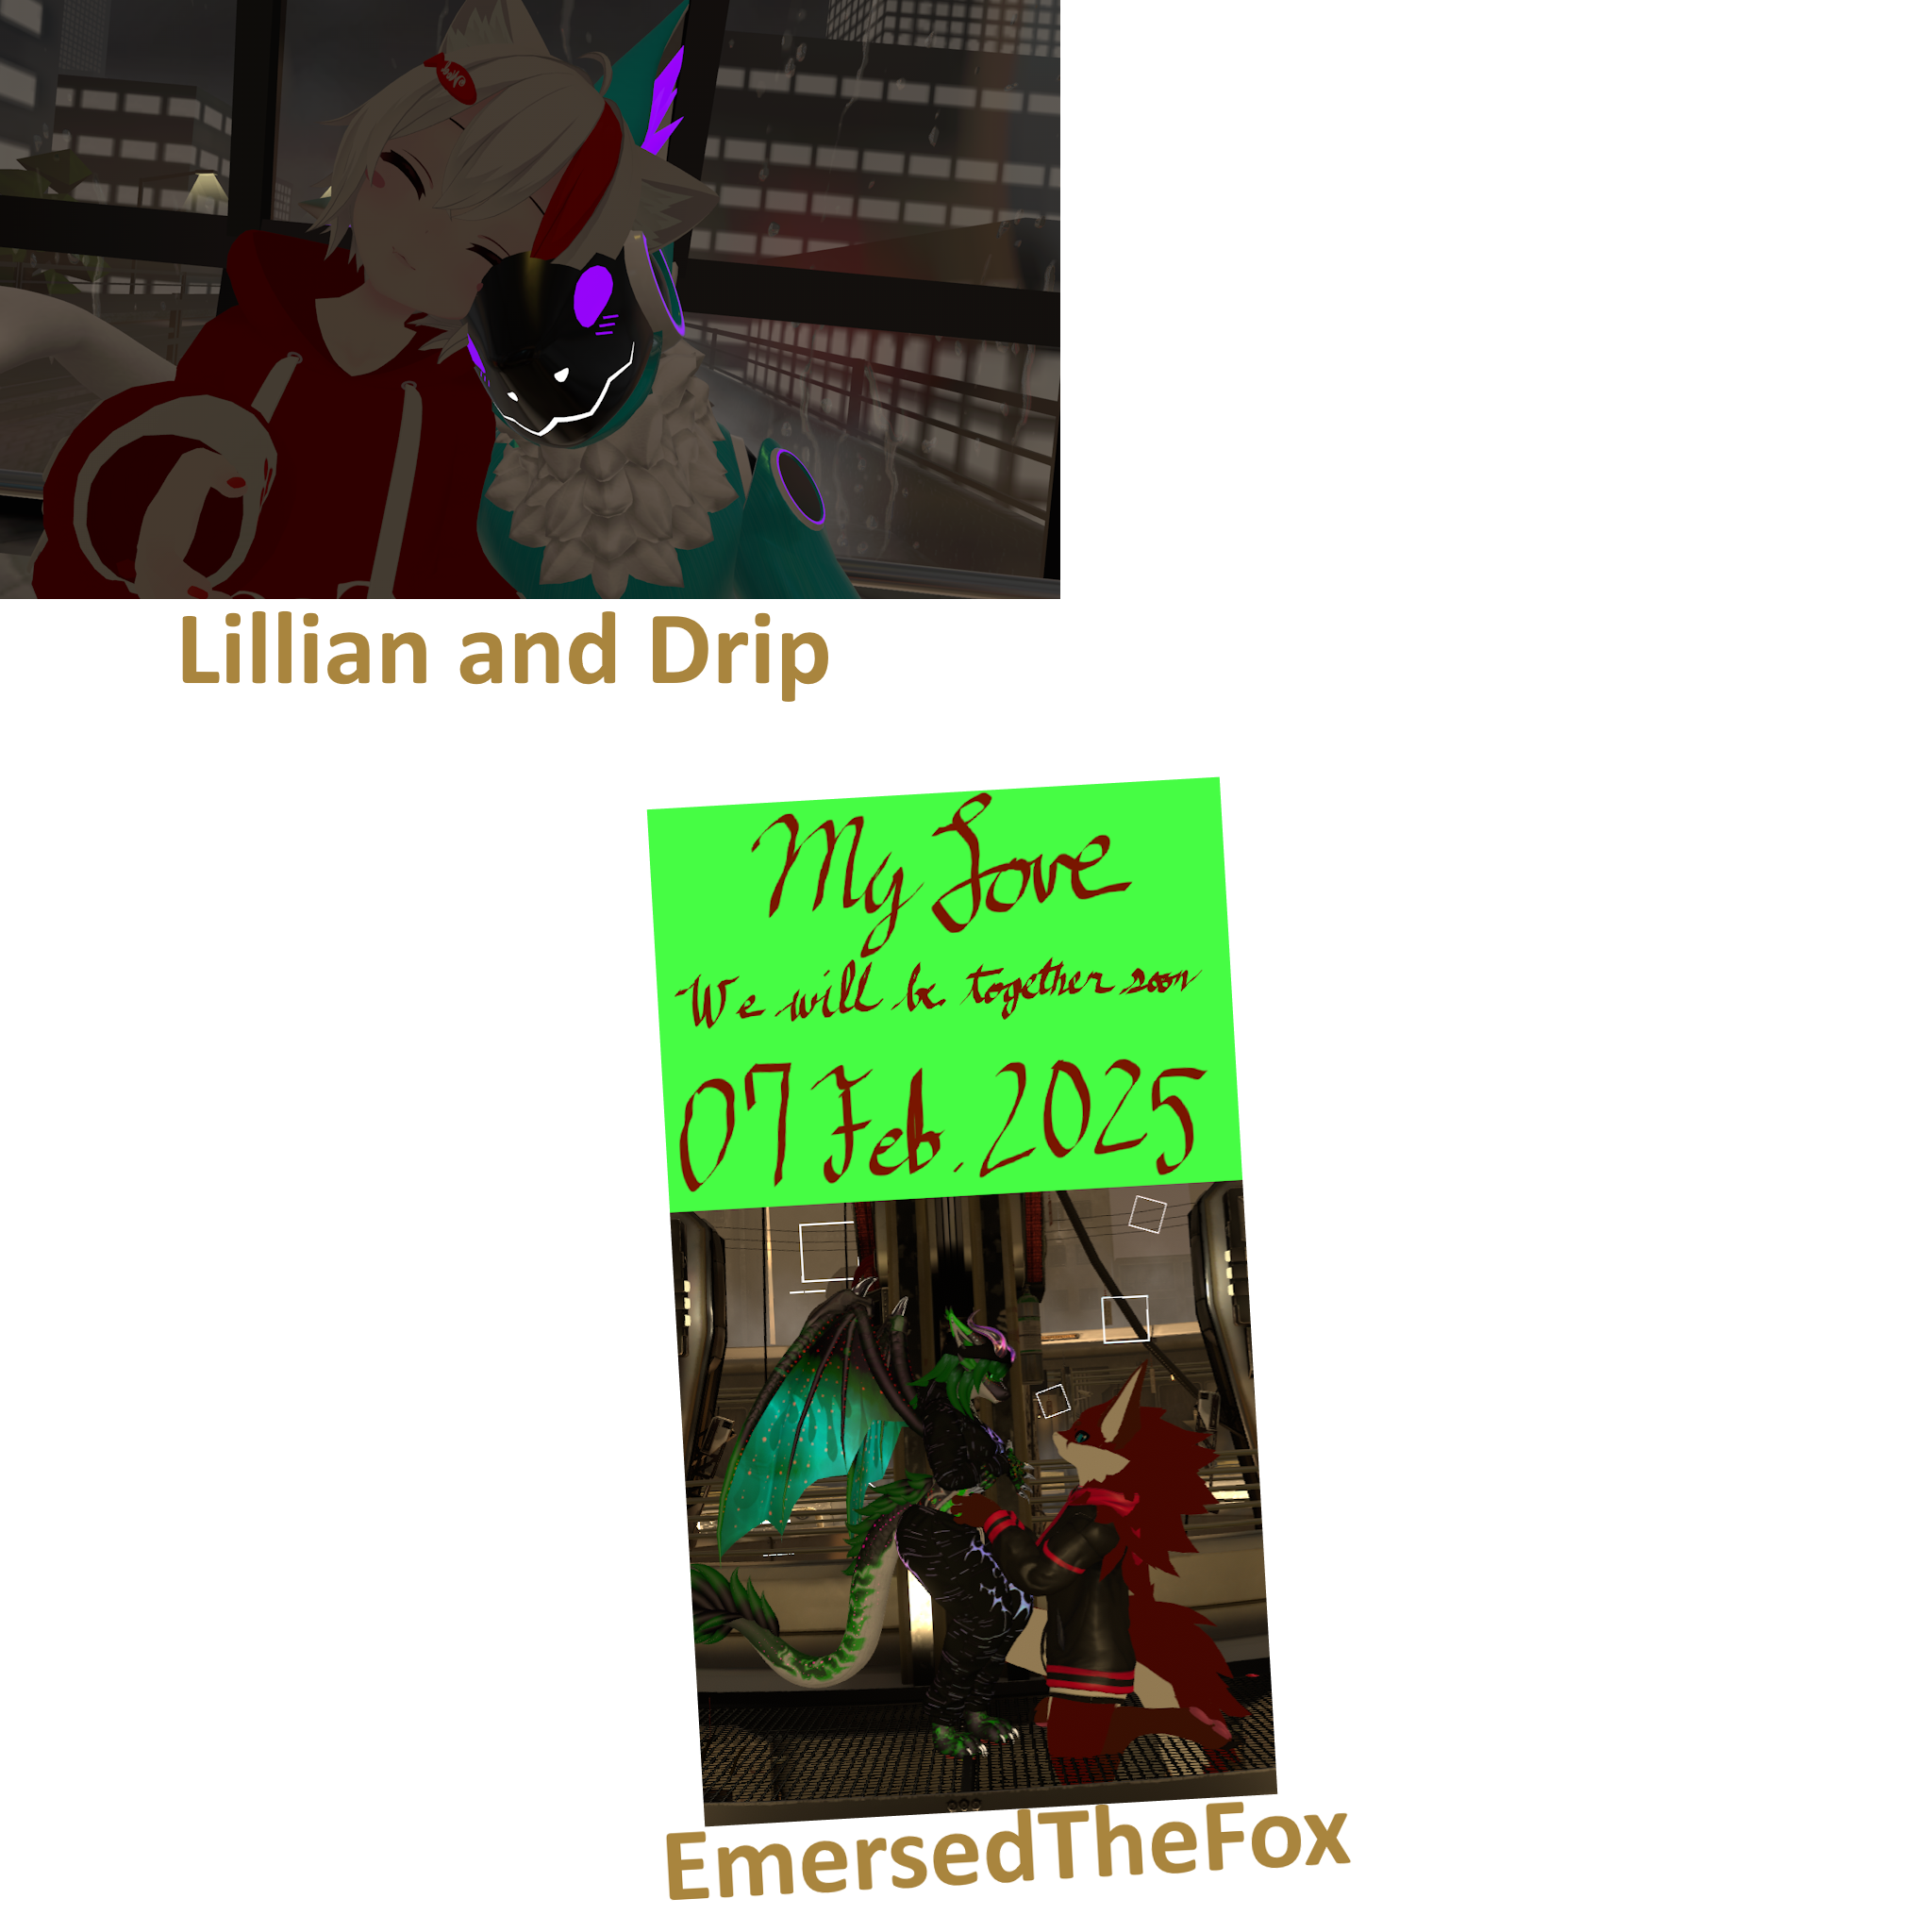 Lillian and Drip
My Love
We will be together soon
07 Feb. 2025
EmersedTheFox